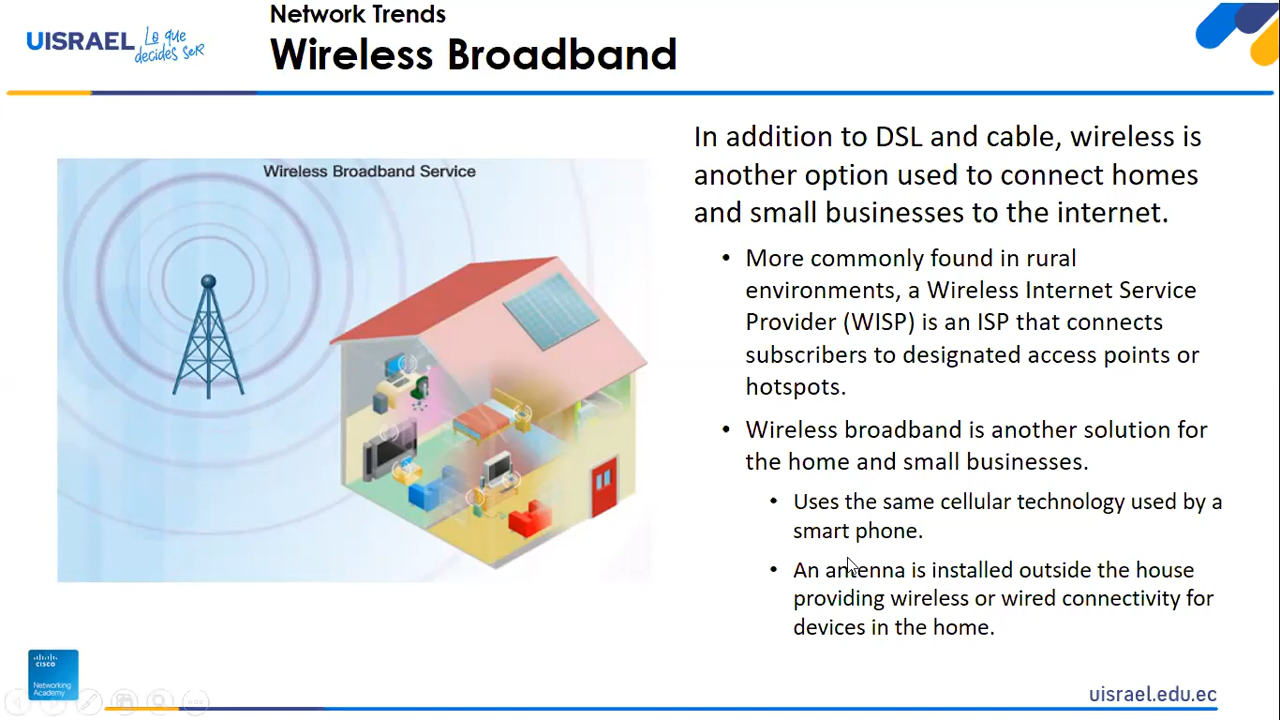 Network Trends
UISRAEL Lo que
decides seR
Wireless Broadband
Wireless Broadband Service
In addition to DSL and cable, wireless is
another option used to connect homes
and small businesses to the internet.
• More commonly found in rural
environments, a Wireless Internet Service
Provider (WISP) is an ISP that connects
subscribers to designated access points or
hotspots.
• Wireless broadband is another solution for
the home and small businesses.
• Uses the same cellular technology used by a
smart phone.
• An antenna is installed outside the house
providing wireless or wired connectivity for
devices in the home.
CISCO
Networking
Academy
uisrael.edu.ec